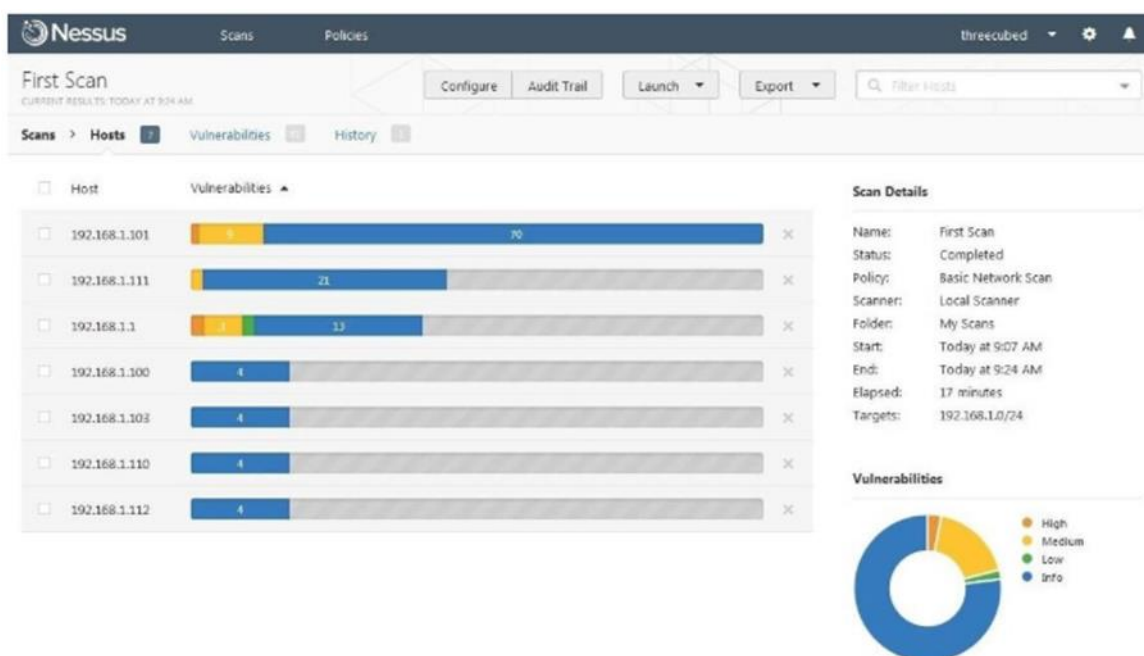 Nessus Scans Policies threecubed
First Scan Configure Audit Trail Launch Export Filter Hosts
CURRENT RESULTS: TODAY AT 9:24 AM
Scans > Hosts 7 Vulnerabilities History
Host Vulnerabilities
192.168.1.101 9 70
192.168.1.111 21
192.168.1.1 3 13
192.168.1.100 4
192.168.1.103 4
192.168.1.110 4
192.168.1.112 4
Scan Details
Name: First Scan
Status: Completed
Policy: Basic Network Scan
Scanner: Local Scanner
Folder: My Scans
Start: Today at 9:07 AM
End: Today at 9:24 AM
Elapsed: 17 minutes
Targets: 192.168.1.0/24
Vulnerabilities
High
Medium
Low
Info